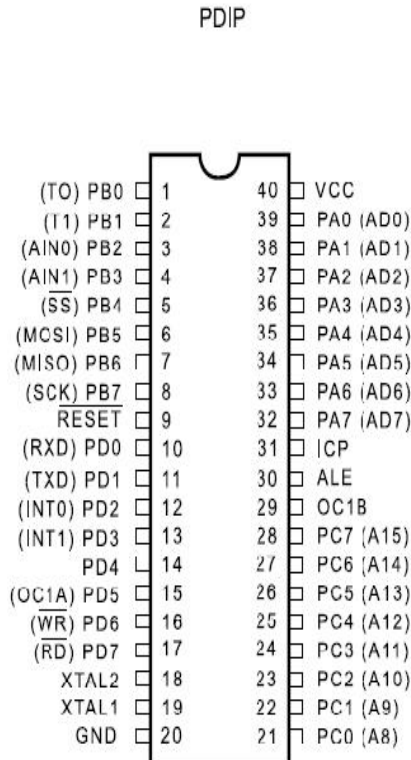 PDIP
(TO) PB0 1 40 VCC
(T1) PB1 2 39 PA0 (AD0)
(AIN0) PB2 3 38 PA1 (AD1)
(AIN1) PB3 4 37 PA2 (AD2)
(SS) PB4 5 36 PA3 (AD3)
(MOSI) PB5 6 35 PA4 (AD4)
(MISO) PB6 7 34 PA5 (AD5)
(SCK) PB7 8 33 PA6 (AD6)
RESET 9 32 PA7 (AD7)
(RXD) PD0 10 31 ICP
(TXD) PD1 11 30 ALE
(INT0) PD2 12 29 OC1B
(INT1) PD3 13 28 PC7 (A15)
PD4 14 27 PC6 (A14)
(OC1A) PD5 15 26 PC5 (A13)
(WR) PD6 16 25 PC4 (A12)
(RD) PD7 17 24 PC3 (A11)
XTAL2 18 23 PC2 (A10)
XTAL1 19 22 PC1 (A9)
GND 20 21 PC0 (A8)